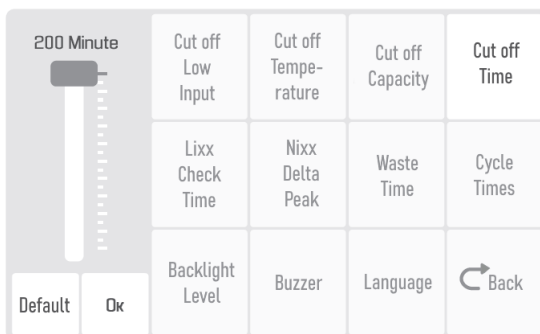 200 Minute
Cut off
Low
Input
Cut off
Tempe-
rature
Cut off
Capacity
Cut off
Time
Lixx
Check
Time
Nixx
Delta
Peak
Waste
Time
Cycle
Times
Backlight
Level
Buzzer
Language
Back
Default
OK